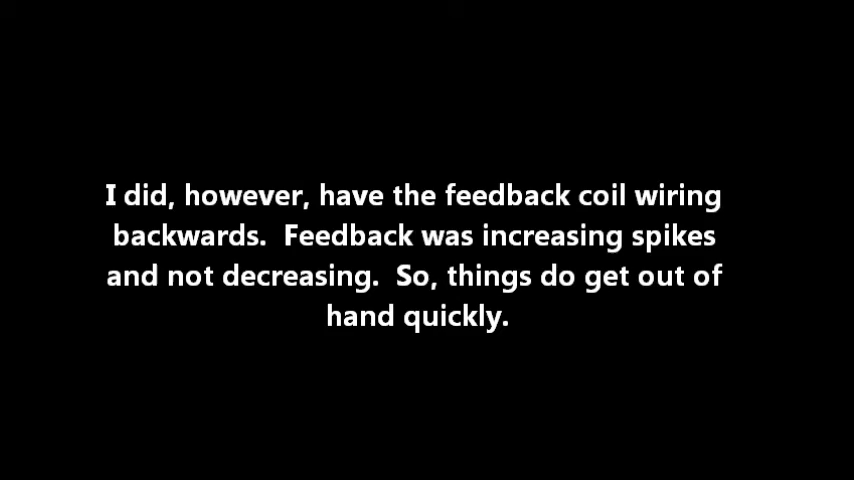 I did, however, have the feedback coil wiring
backwards.  Feedback was increasing spikes
and not decreasing.  So, things do get out of
hand quickly.